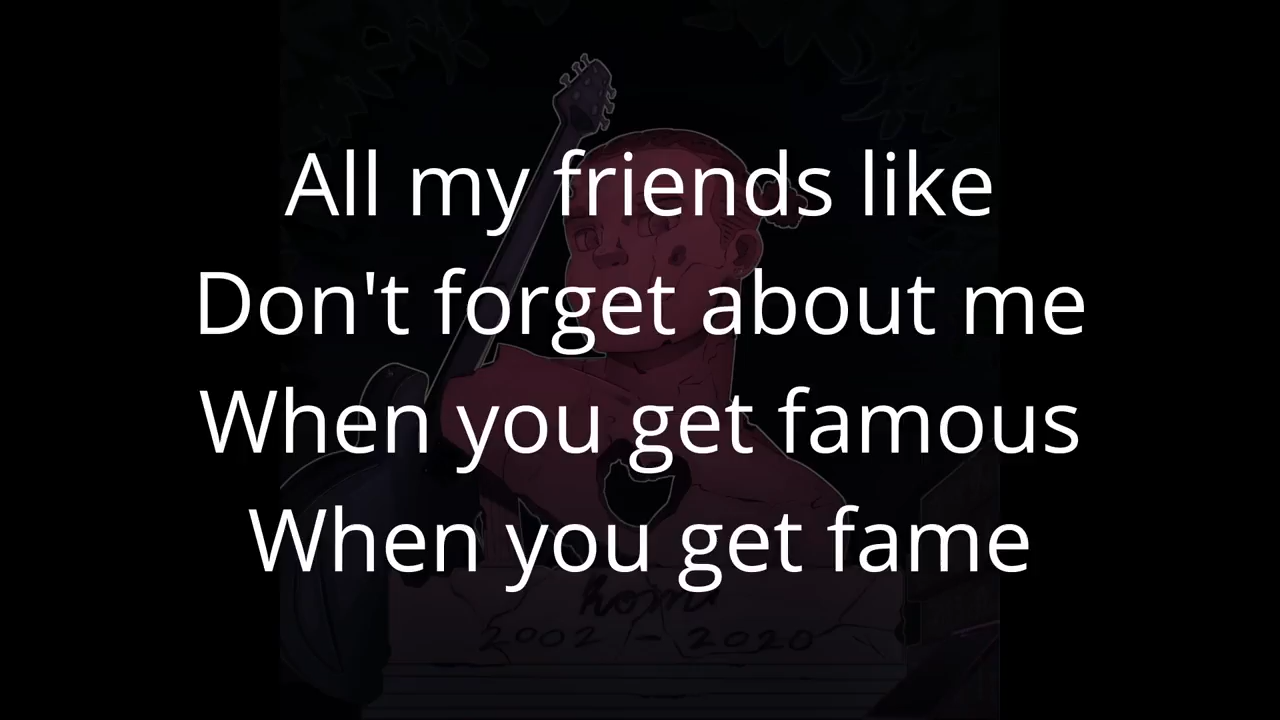 All my friends like
Don't forget about me
When you get famous
When you get fame
2002 - 2020